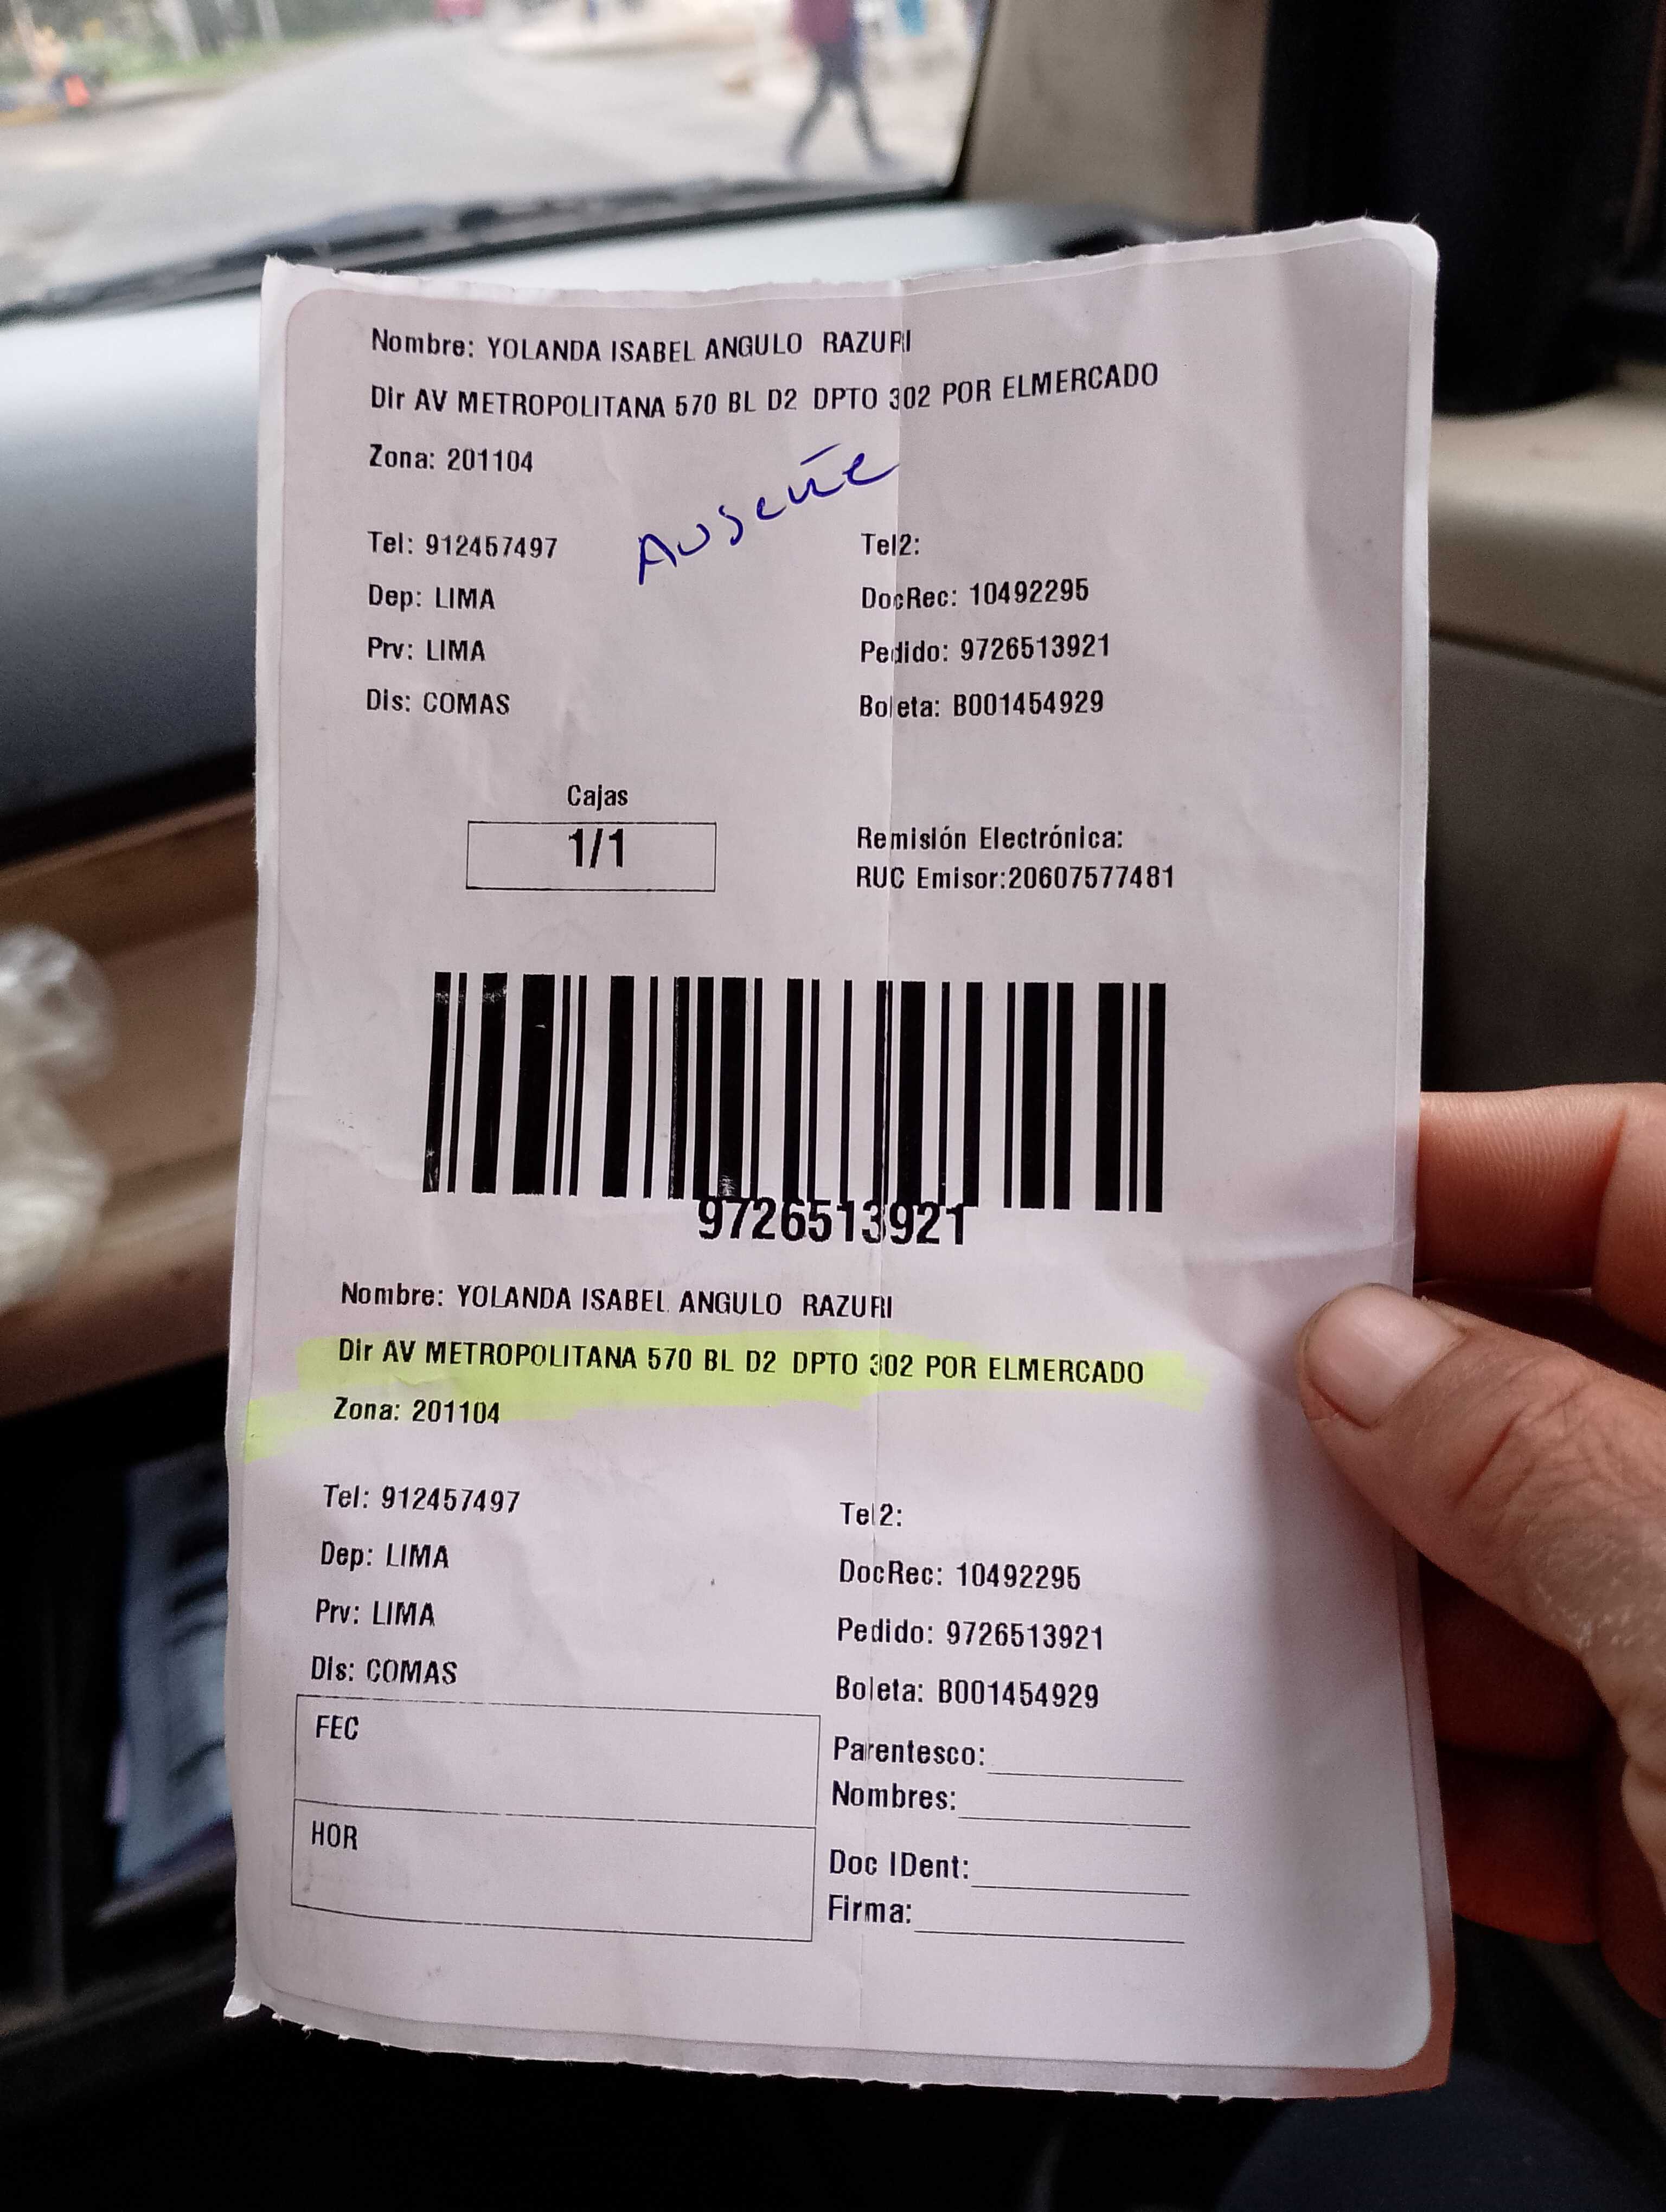 Nombre: YOLANDA ISABEL ANGULO RAZURI
Dir AV METROPOLITANA 570 BL D2 DPTO 302 POR ELMERCADO
Zona: 201104
Ausente
Tel: 912457497 Tel2:
Dep: LIMA DocRec: 10492295
Prv: LIMA Pedido: 9726513921
Dis: COMAS Boleta: B001454929
Cajas
1/1
Remisión Electrónica:
RUC Emisor:20607577481
9726513921
Nombre: YOLANDA ISABEL ANGULO RAZURI
Dir AV METROPOLITANA 570 BL D2 DPTO 302 POR ELMERCADO
Zona: 201104
Tel: 912457497 Tel2:
Dep: LIMA DocRec: 10492295
Prv: LIMA Pedido: 9726513921
Dis: COMAS Boleta: B001454929
FEC
Parentesco:
Nombres:
HOR
Doc IDent:
Firma: